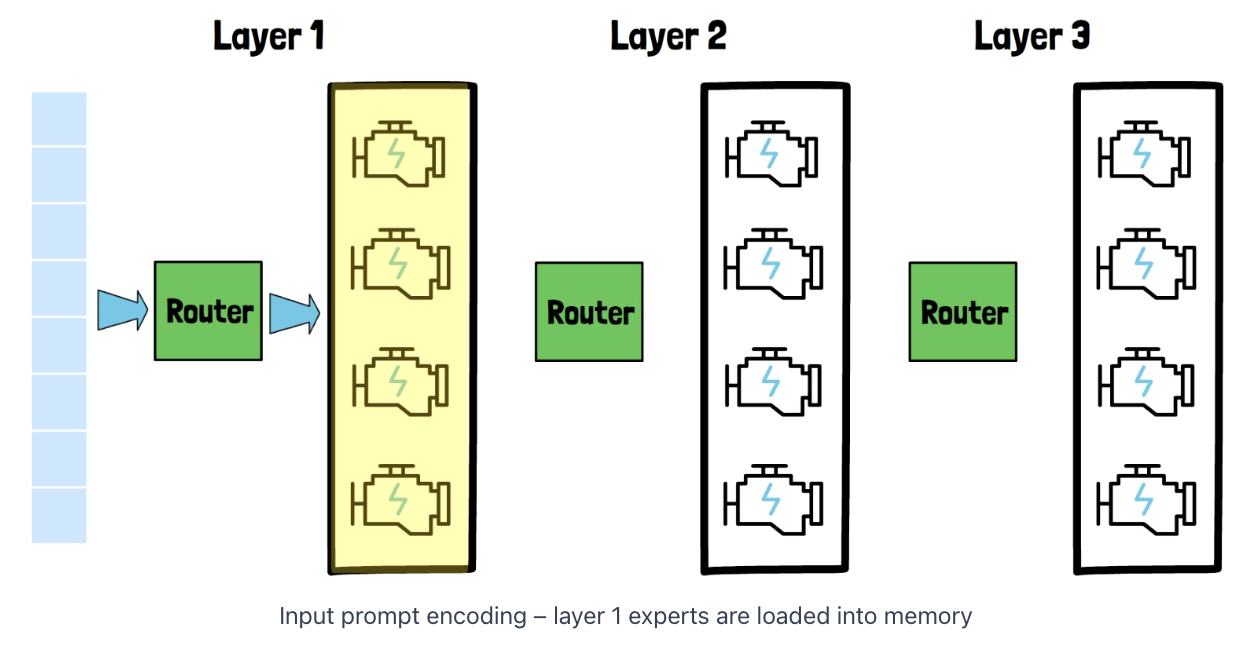 Layer 1
Layer 2
Layer 3
Router
Router
Router
Input prompt encoding – layer 1 experts are loaded into memory